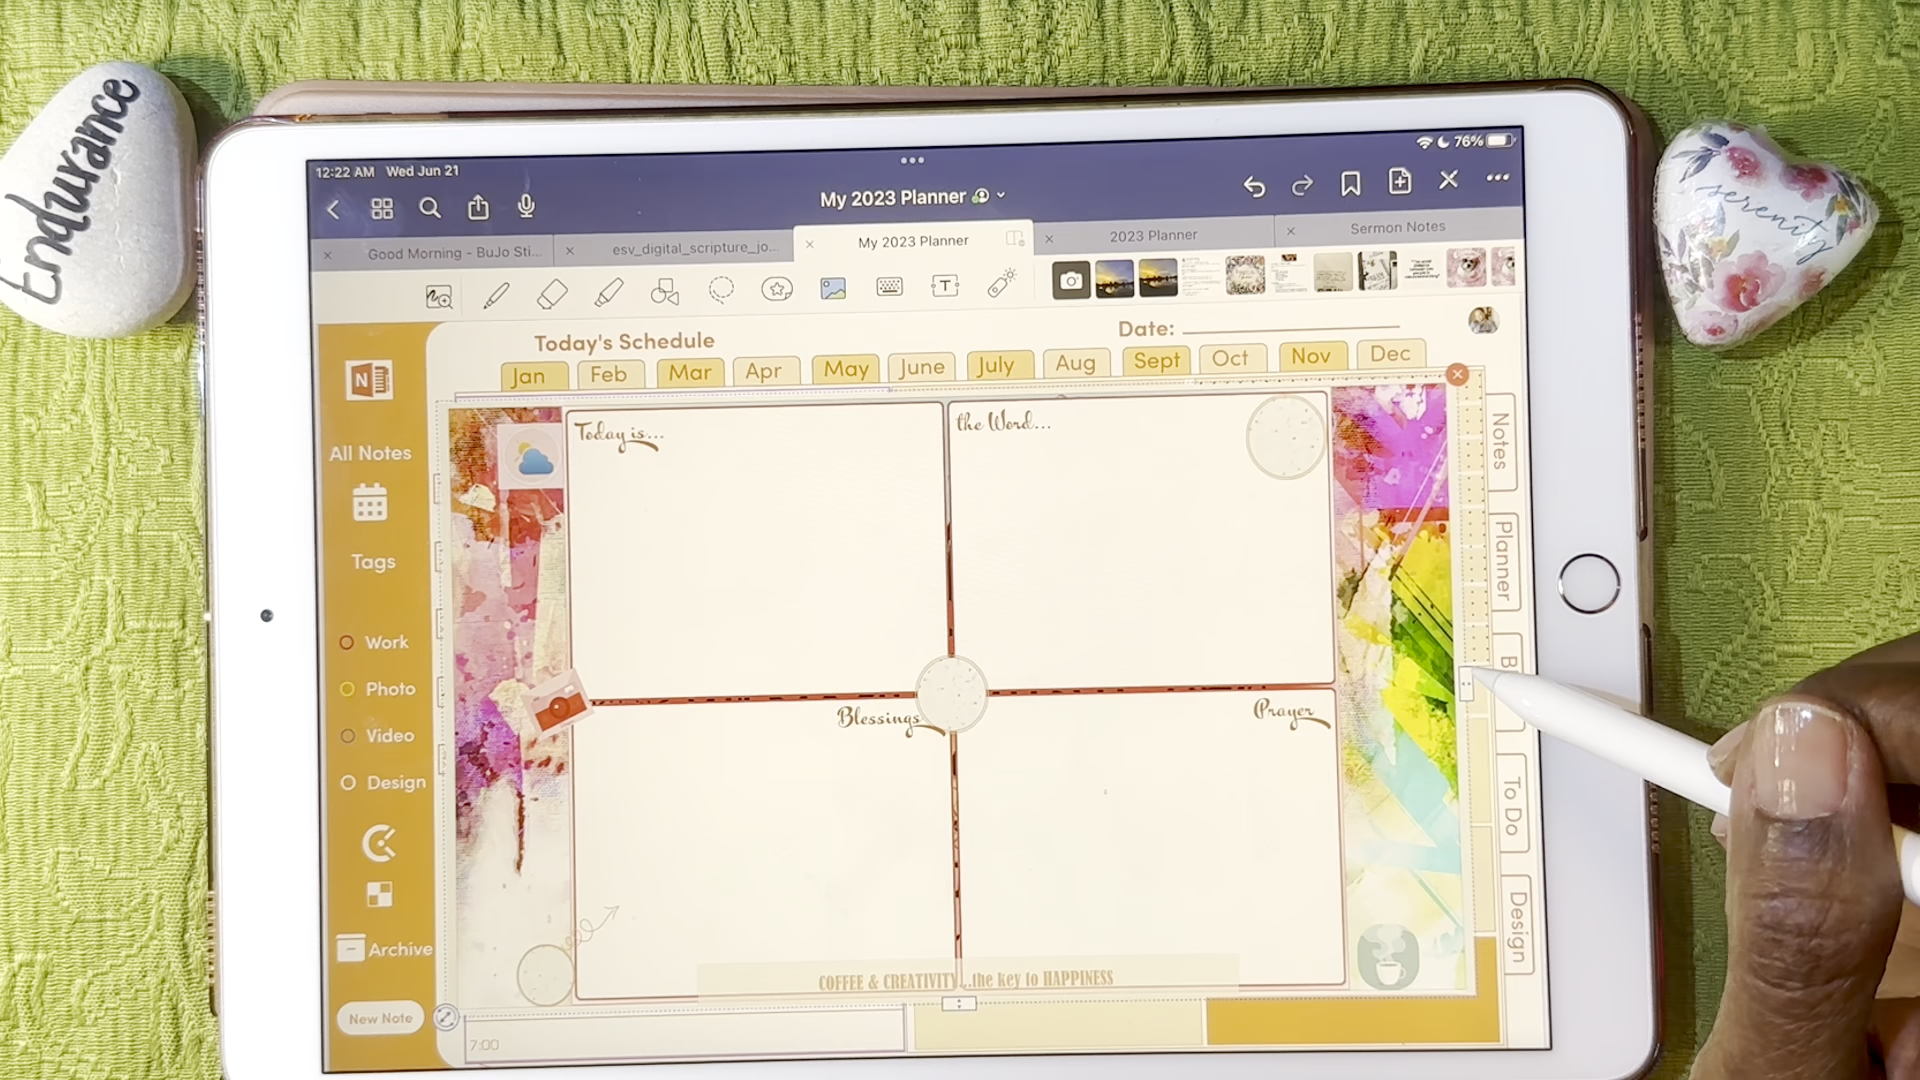 Endurance
serenity
12:22 AM Wed Jun 21
76%
My 2023 Planner
Good Morning - BuJo Sti...
esv_digital_scripture_jo...
My 2023 Planner
2023 Planner
Sermon Notes
T
Today's Schedule
Date:
Jan
Feb
Mar
Apr
May
June
July
Aug
Sept
Oct
Nov
Dec
N
All Notes
Tags
Work
Photo
Video
Design
Archive
New Note
Today is...
the Word...
Blessings
Prayer
COFFEE & CREATIVITY...the key to HAPPINESS
7:00
Notes
Planner
B
To Do
Design